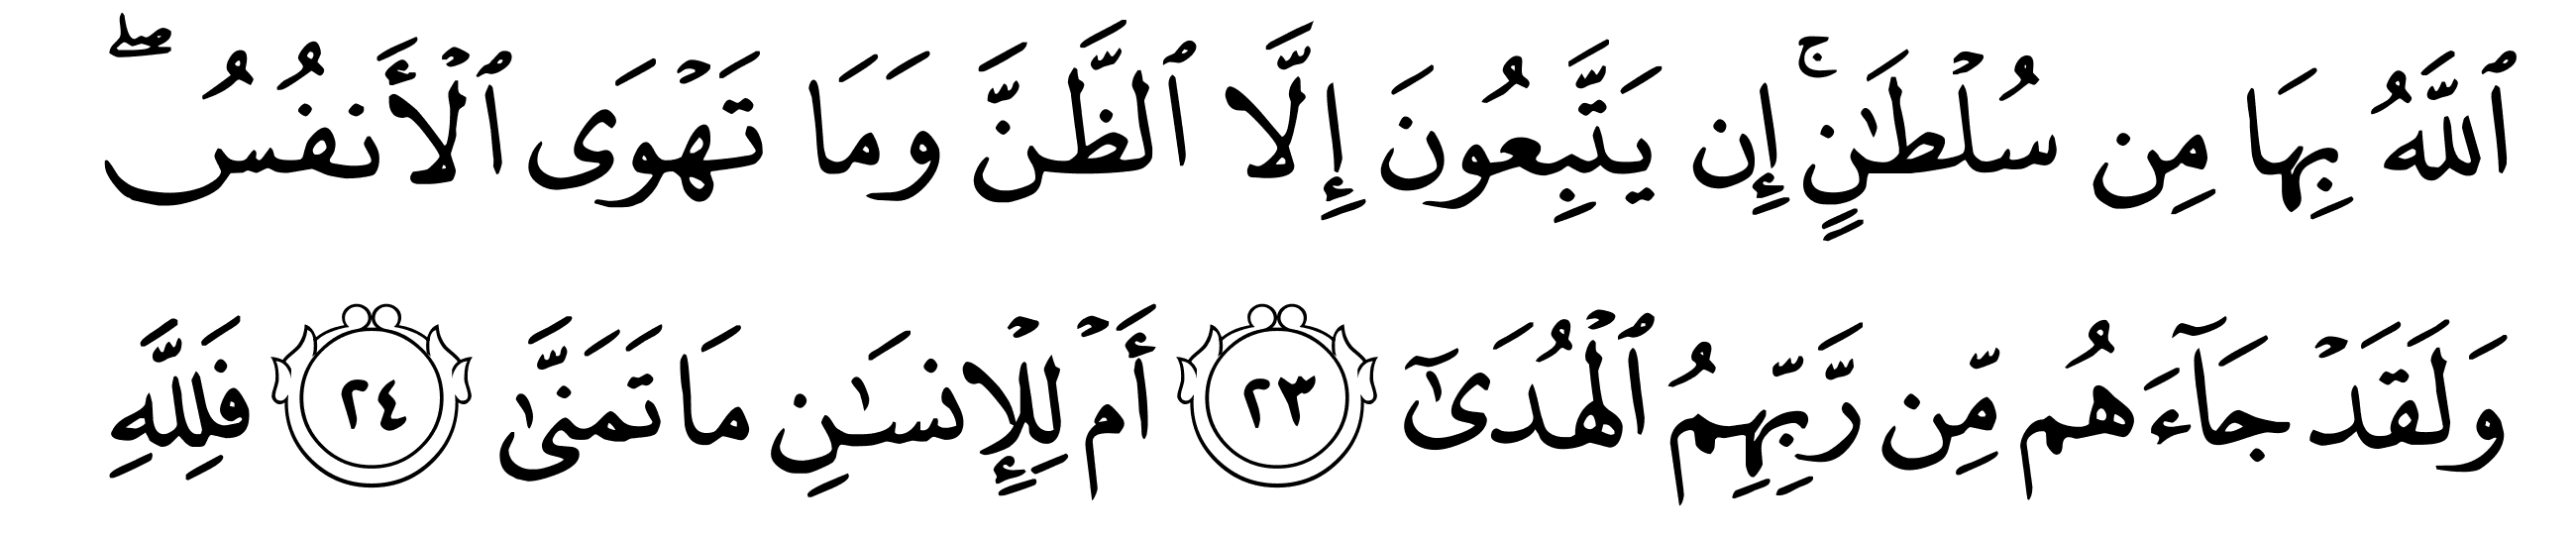 ٱللَّهُ بِهَا مِن سُلۡطَٰنٍۚ إِن يَتَّبِعُونَ إِلَّا ٱلظَّنَّ وَمَا تَهۡوَى ٱلۡأَنفُسُۖ
وَلَقَدۡ جَآءَهُم مِّن رَّبِّهِمُ ٱلۡهُدَىٰٓ ٢٣ أَمۡ لِلۡإِنسَٰنِ مَا تَمَنَّىٰ ٢٤ فَلِلَّهِ